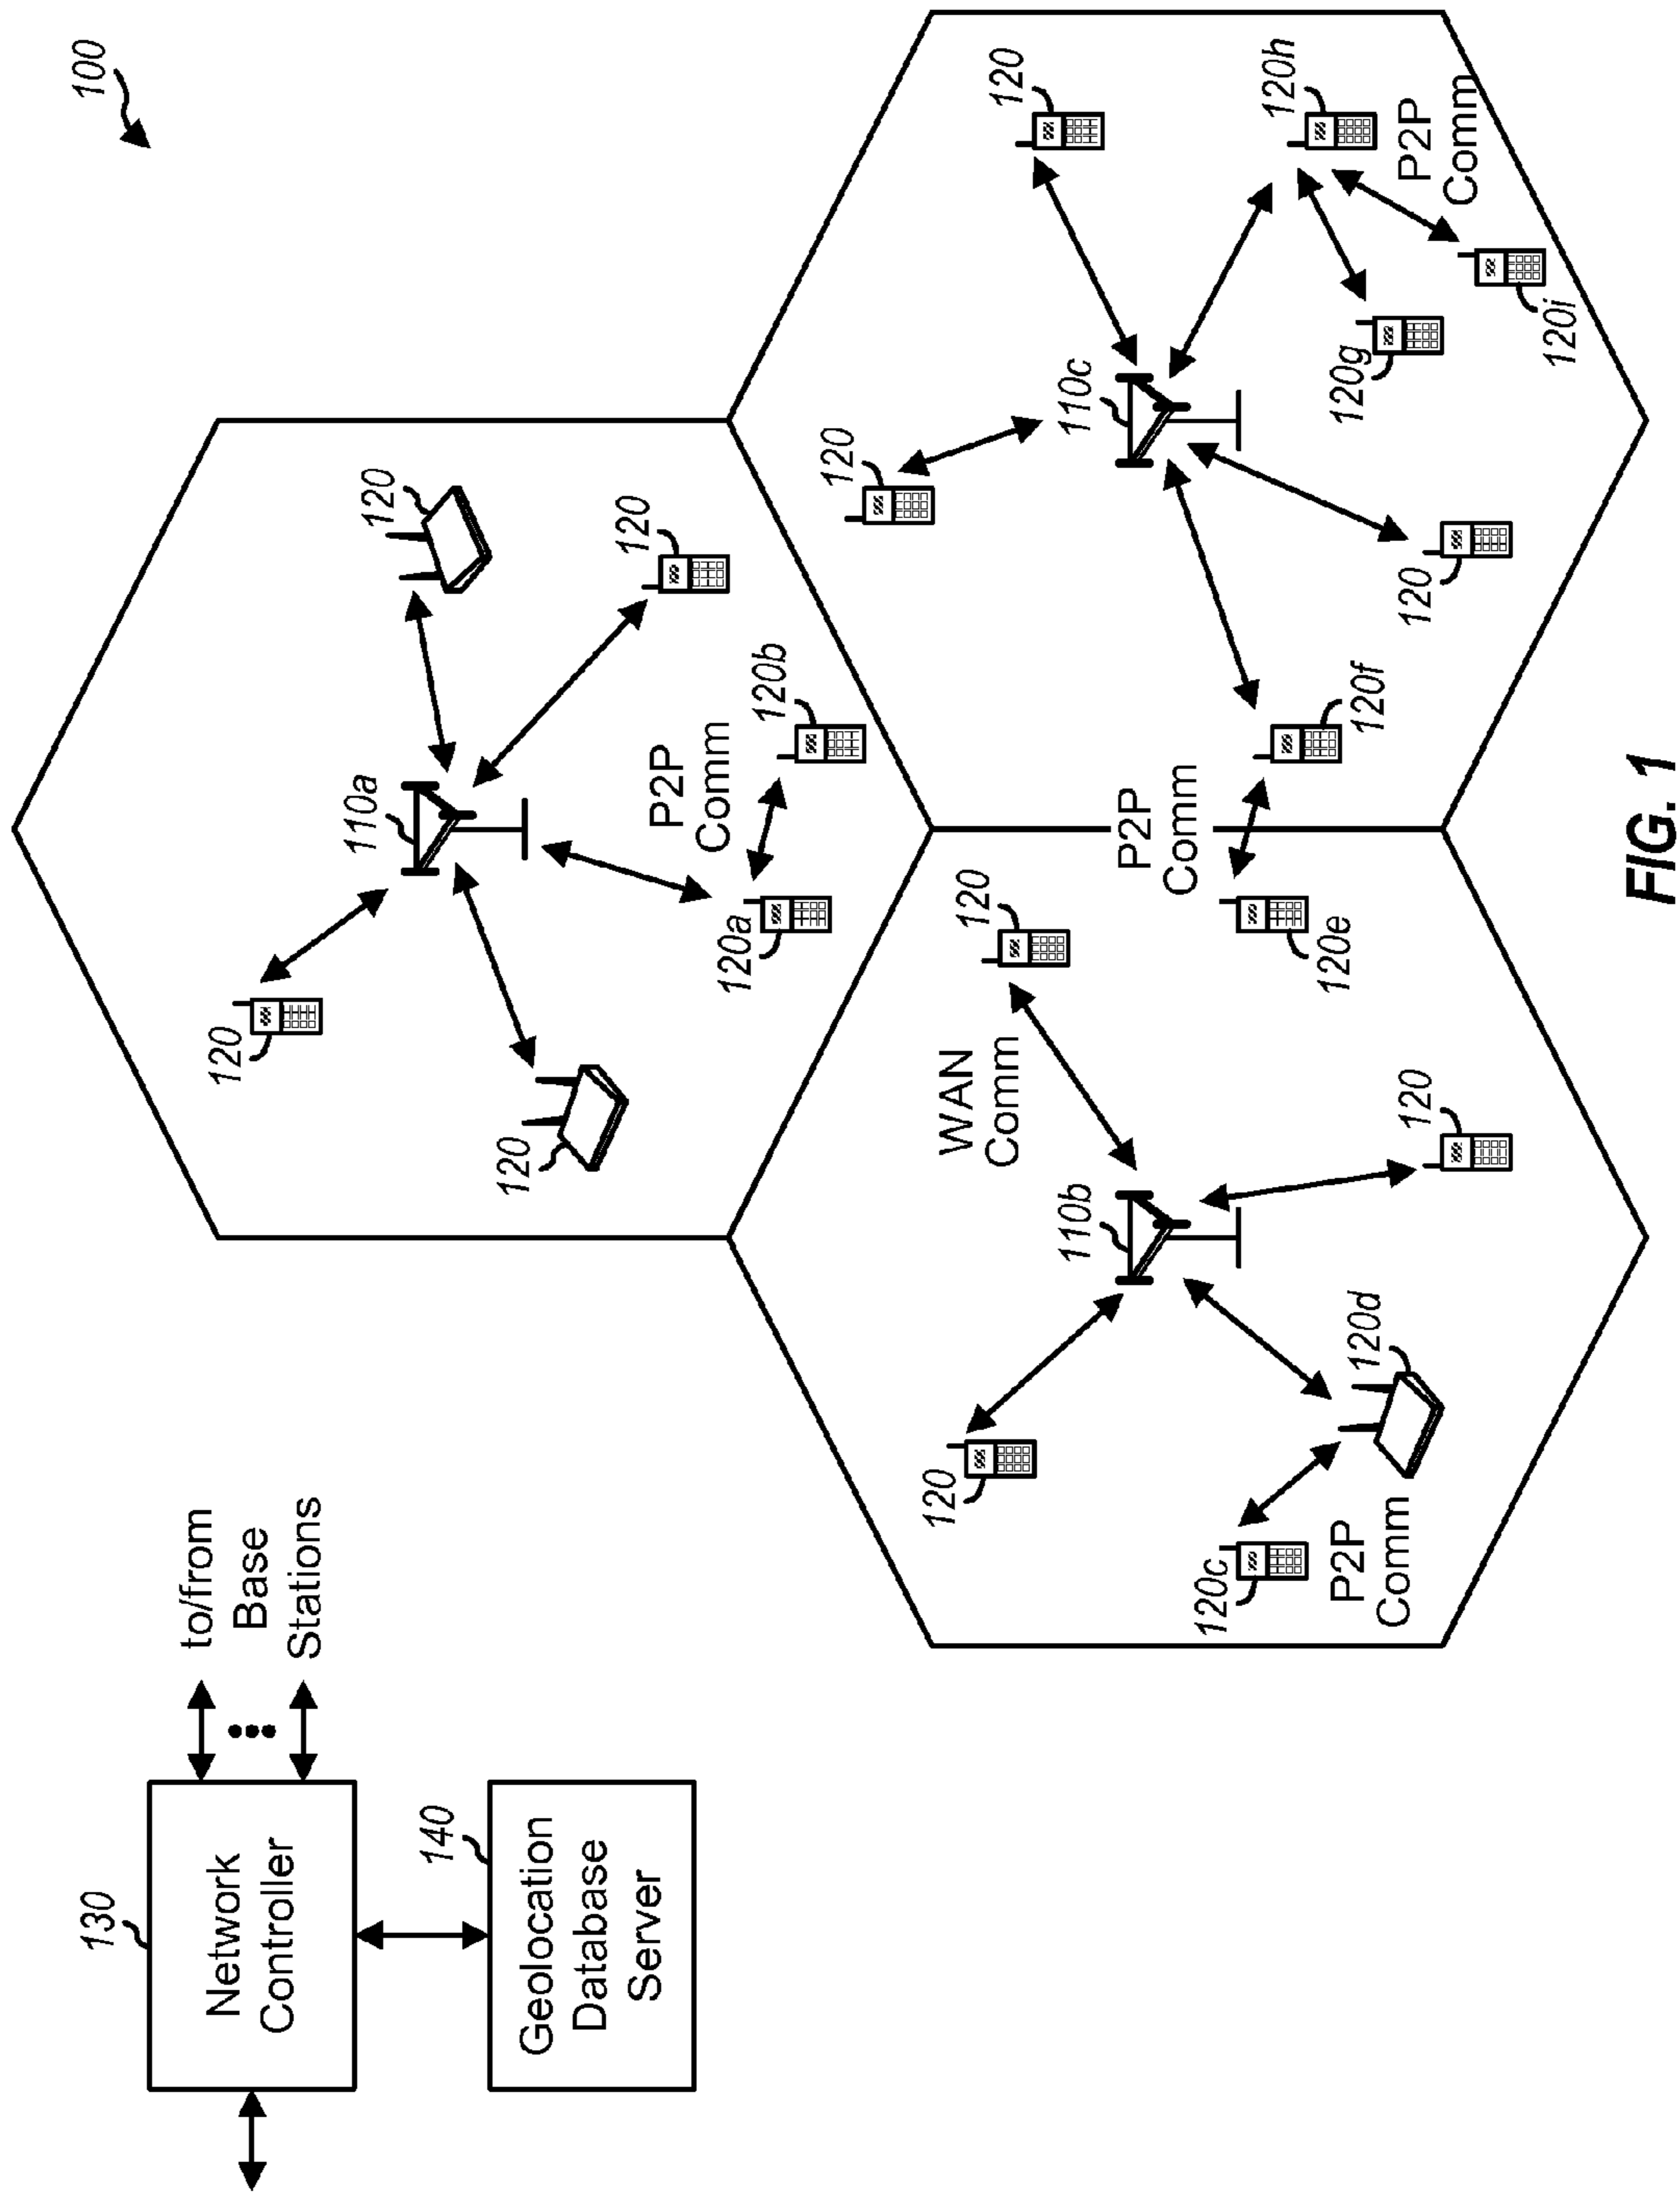 100
130
Network
Controller
to/from
Base
Stations
140
Geolocation
Database
Server
120
110a
120
120
120
P2P
Comm
120a
120b
120
WAN
Comm
120
110b
120c
P2P
Comm
120d
120
P2P
Comm
120e
120f
120
120
110c
120
120g
120h
P2P
Comm
120i
FIG. 1